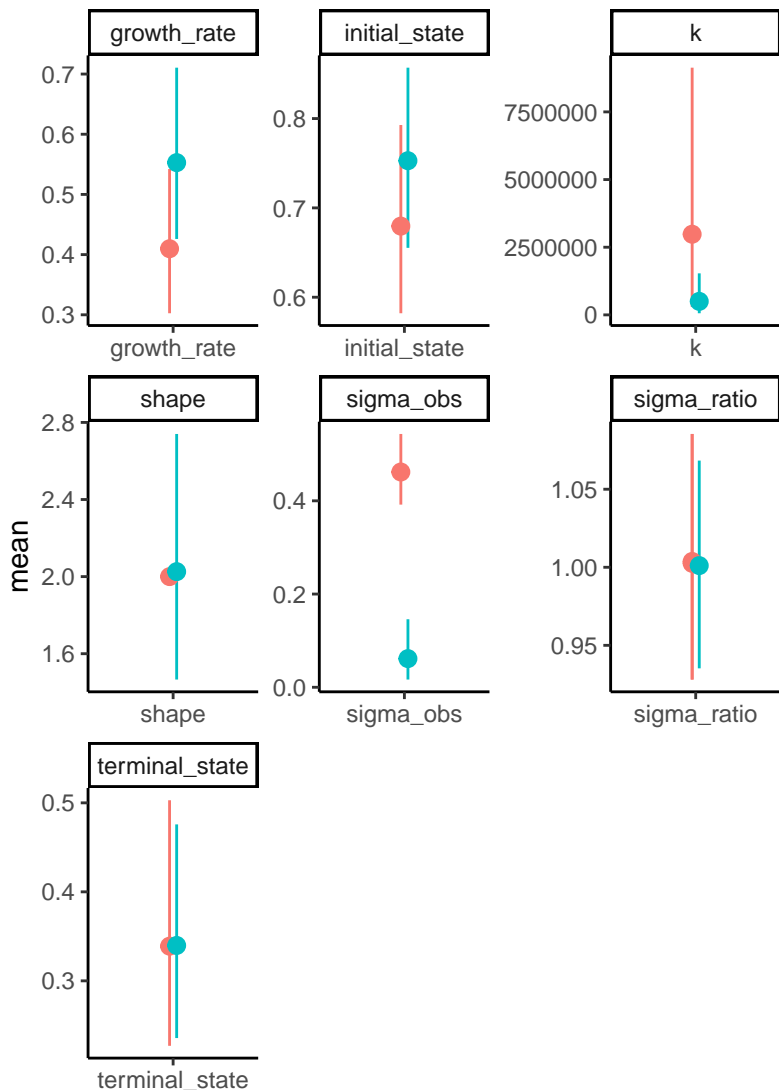 growth_rate
initial_state
k
0.7
0.6
0.5
0.4
0.3
0.8
0.7
0.6
7500000
5000000
2500000
0
growth_rate
initial_state
k
shape
sigma_obs
sigma_ratio
mean
2.8
2.4
2.0
1.6
0.4
0.2
0.0
1.05
1.00
0.95
shape
sigma_obs
sigma_ratio
terminal_state
0.5
0.4
0.3
terminal_state